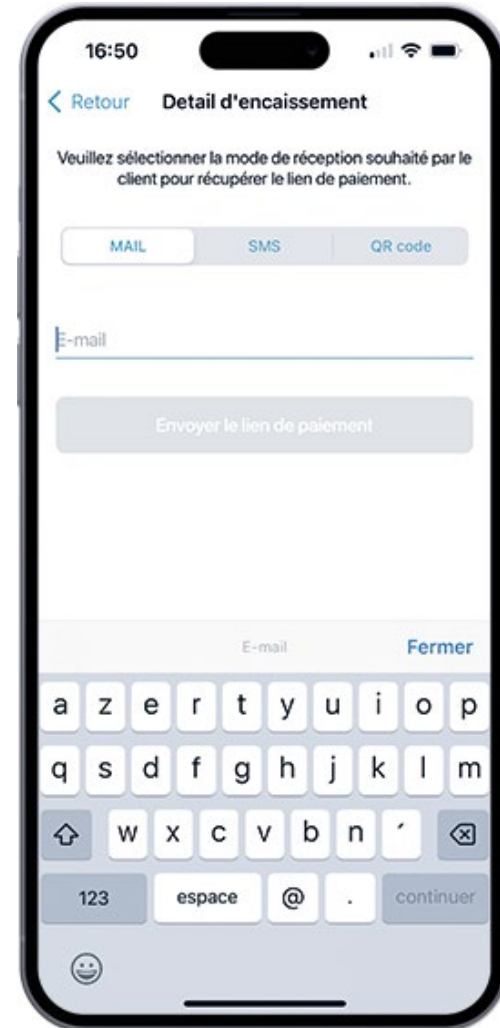 16:50
Retour Detail d'encaissement
Veuillez sélectionner la mode de réception souhaité par le
client pour récupérer le lien de paiement.
MAIL SMS QR code
E-mail
Envoyer le lien de paiement
E-mail Fermer
a z e r t y u i o p
q s d f g h j k l m
w x c v b n ´
123 espace @ . continuer